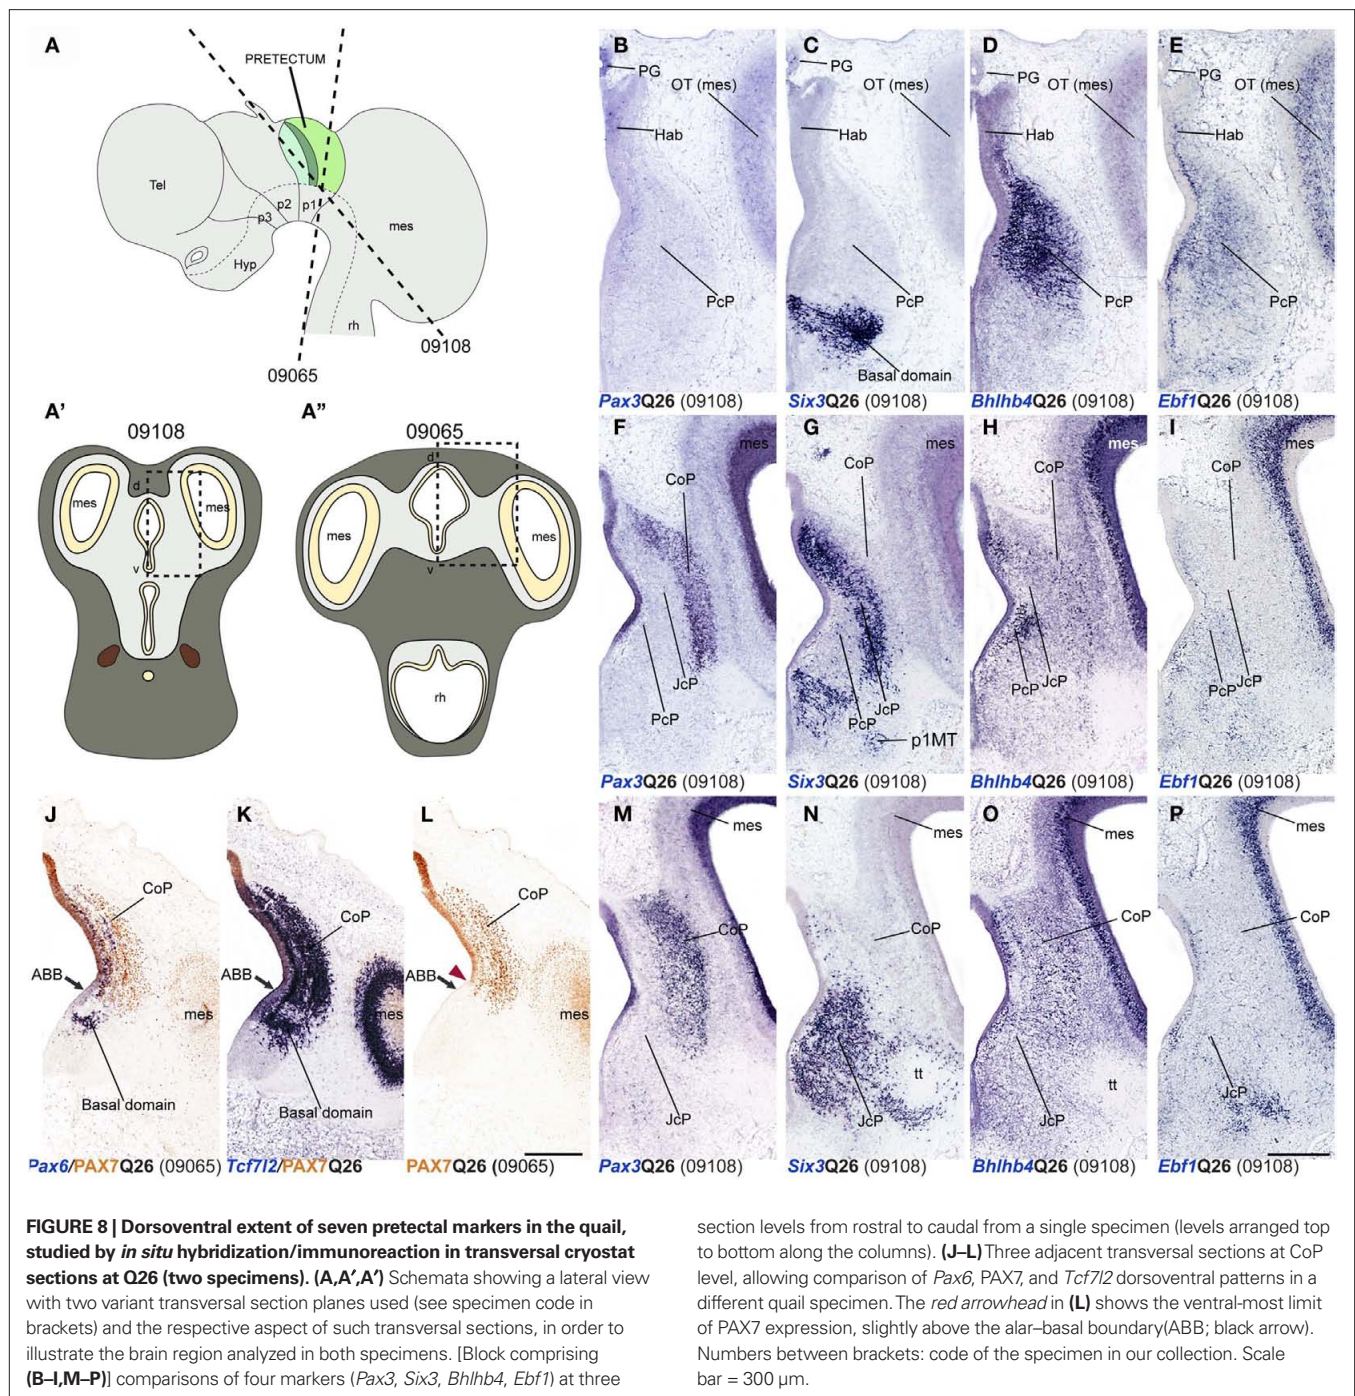 A
PRETECTUM
Tel
p2
p1
p3
mes
Hyp
rh
09108
09065
A′
09108
d
mes
mes
v
A″
09065
d
mes
mes
v
rh
B
PG
OT (mes)
Hab
PcP
Pax3Q26 (09108)
C
PG
OT (mes)
Hab
PcP
Basal domain
Six3Q26 (09108)
D
PG
OT (mes)
Hab
PcP
Bhlhb4Q26 (09108)
E
PG
OT (mes)
Hab
PcP
Ebf1Q26 (09108)
F
mes
CoP
JcP
PcP
Pax3Q26 (09108)
G
mes
CoP
JcP
PcP
p1MT
Six3Q26 (09108)
H
mes
CoP
PcP
JcP
Bhlhb4Q26 (09108)
I
mes
CoP
PcP
JcP
Ebf1Q26 (09108)
J
CoP
ABB
mes
Basal domain
Pax6/PAX7Q26 (09065)
K
CoP
ABB
mes
Basal domain
Tcf7l2/PAX7Q26
L
CoP
ABB
mes
PAX7Q26 (09065)
M
mes
CoP
JcP
Pax3Q26 (09108)
N
mes
CoP
tt
JcP
Six3Q26 (09108)
O
mes
CoP
tt
JcP
Bhlhb4Q26 (09108)
P
mes
CoP
JcP
Ebf1Q26 (09108)
FIGURE 8 | Dorsoventral extent of seven pretectal markers in the quail,
studied by in situ hybridization/immunoreaction in transversal cryostat
sections at Q26 (two specimens). (A,A′,A′) Schemata showing a lateral view
with two variant transversal section planes used (see specimen code in
brackets) and the respective aspect of such transversal sections, in order to
illustrate the brain region analyzed in both specimens. [Block comprising
(B–I,M–P)] comparisons of four markers (Pax3, Six3, Bhlhb4, Ebf1) at three
section levels from rostral to caudal from a single specimen (levels arranged top
to bottom along the columns). (J–L) Three adjacent transversal sections at CoP
level, allowing comparison of Pax6, PAX7, and Tcf7l2 dorsoventral patterns in a
different quail specimen. The red arrowhead in (L) shows the ventral-most limit
of PAX7 expression, slightly above the alar–basal boundary(ABB; black arrow).
Numbers between brackets: code of the specimen in our collection. Scale
bar = 300 μm.